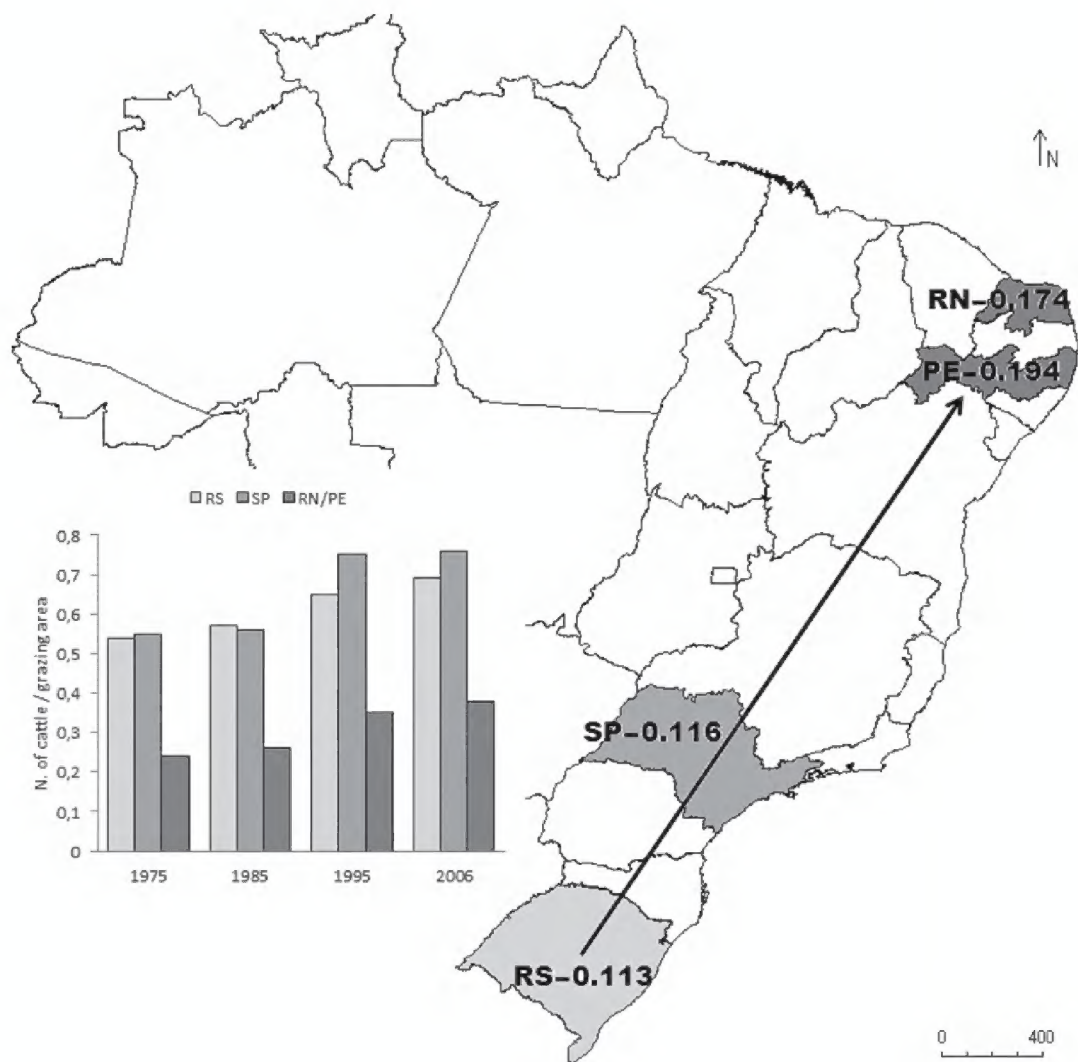 N
RN-0.174
PE-0.194
RS SP RN/PE
0,8
0,7
0,6
0,5
0,4
0,3
0,2
0,1
0
N. of cattle / grazing area
1975 1985 1995 2006
SP-0.116
RS-0.113
0 400